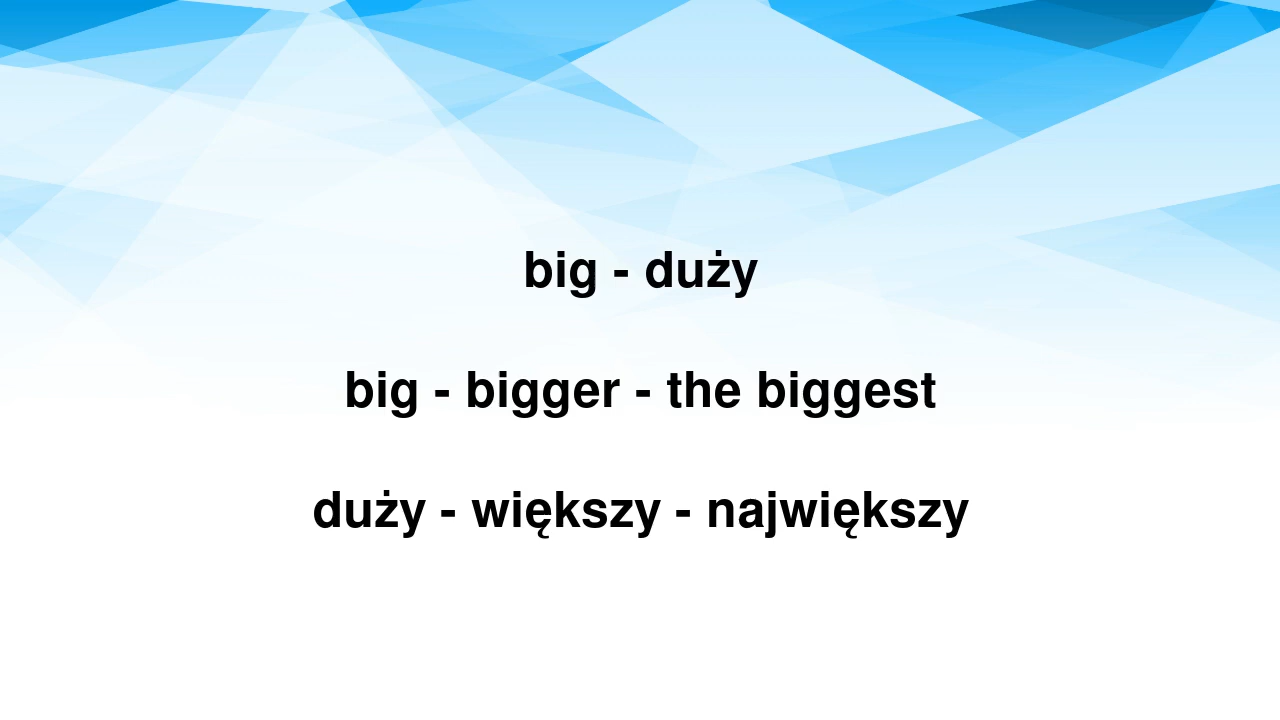 big - duży
big - bigger - the biggest
duży - większy - największy